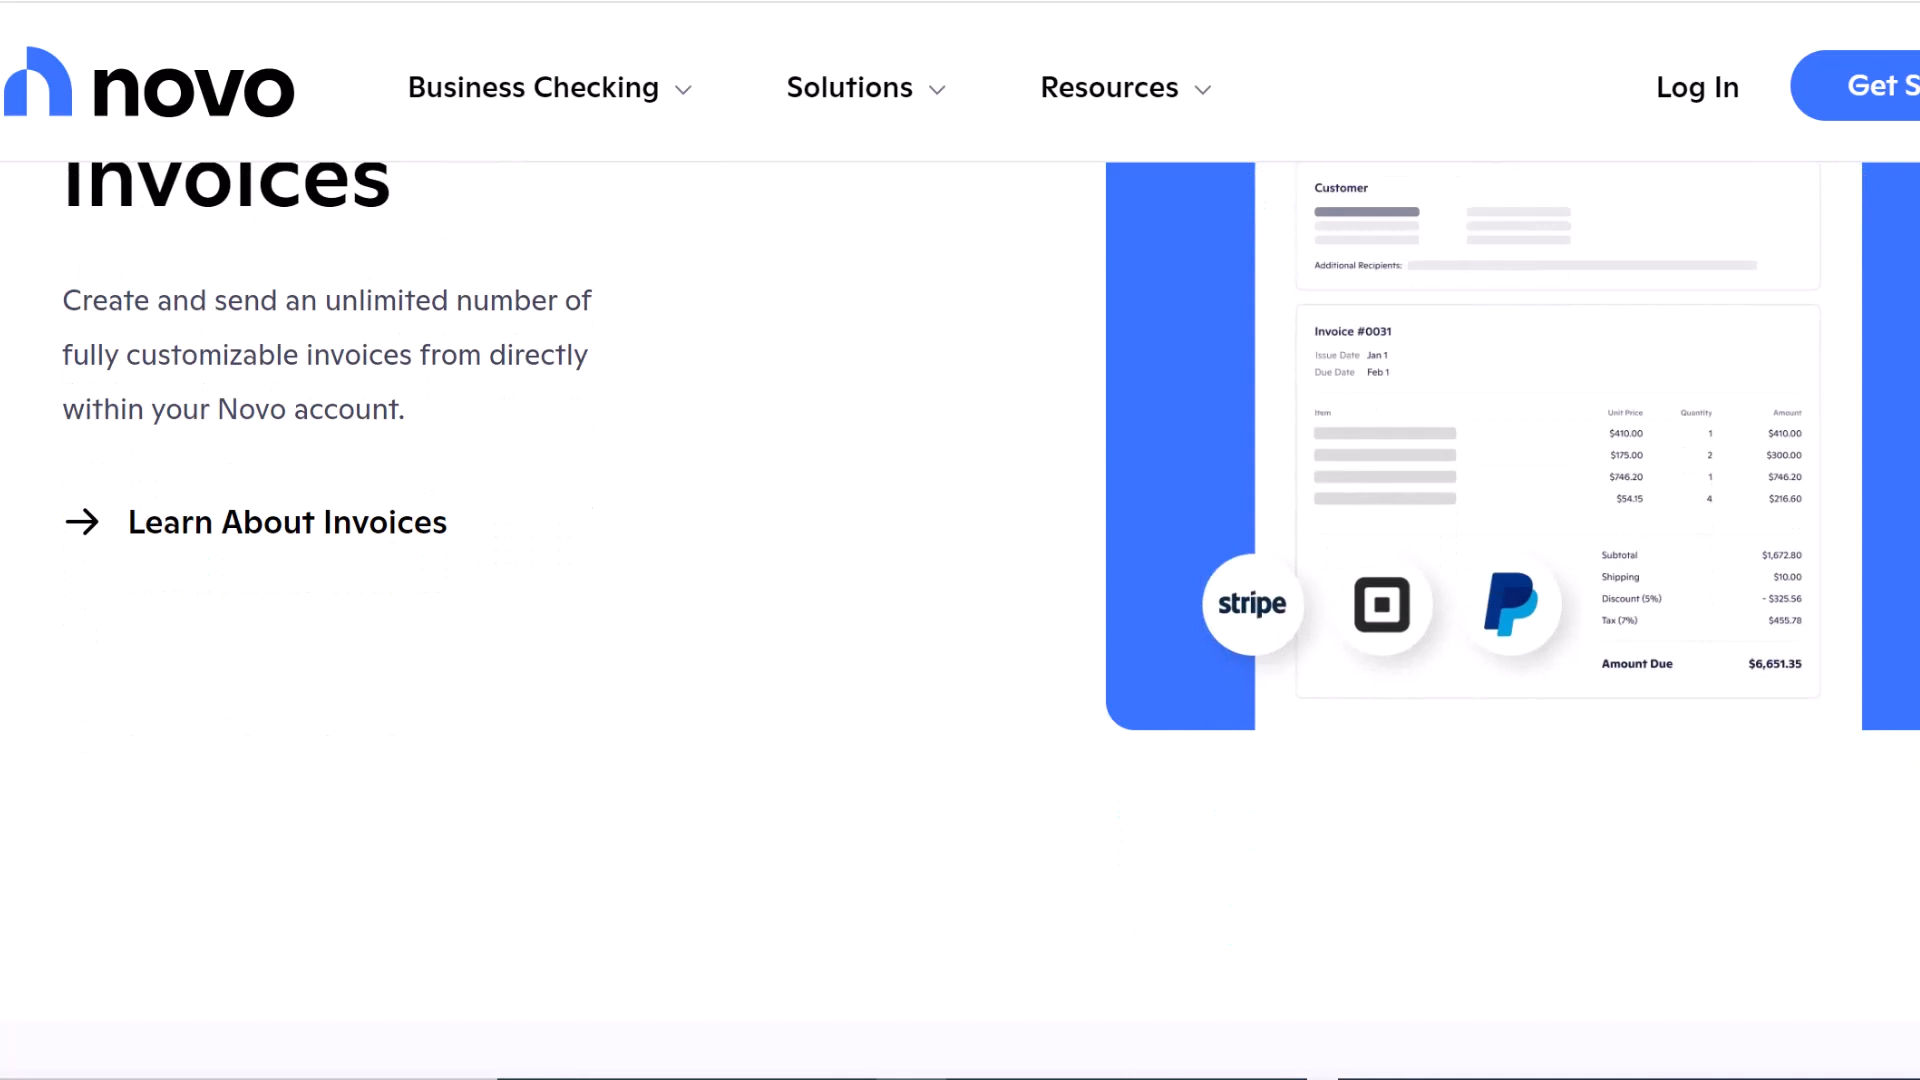 novo
Business Checking
Solutions
Resources
Log In
Get S
Invoices
Create and send an unlimited number of
fully customizable invoices from directly
within your Novo account.
Learn About Invoices
Customer
Additional Recipients:
Invoice #0031
Issue Date Jan 1
Due Date Feb 1
Item Unit Price Quantity Amount
$410.00 1 $410.00
$175.00 2 $300.00
$746.20 1 $746.20
$54.15 4 $216.60
Subtotal $1,672.80
Shipping $10.00
Discount (5%) - $325.56
Tax (7%) $455.78
Amount Due $6,651.35
stripe